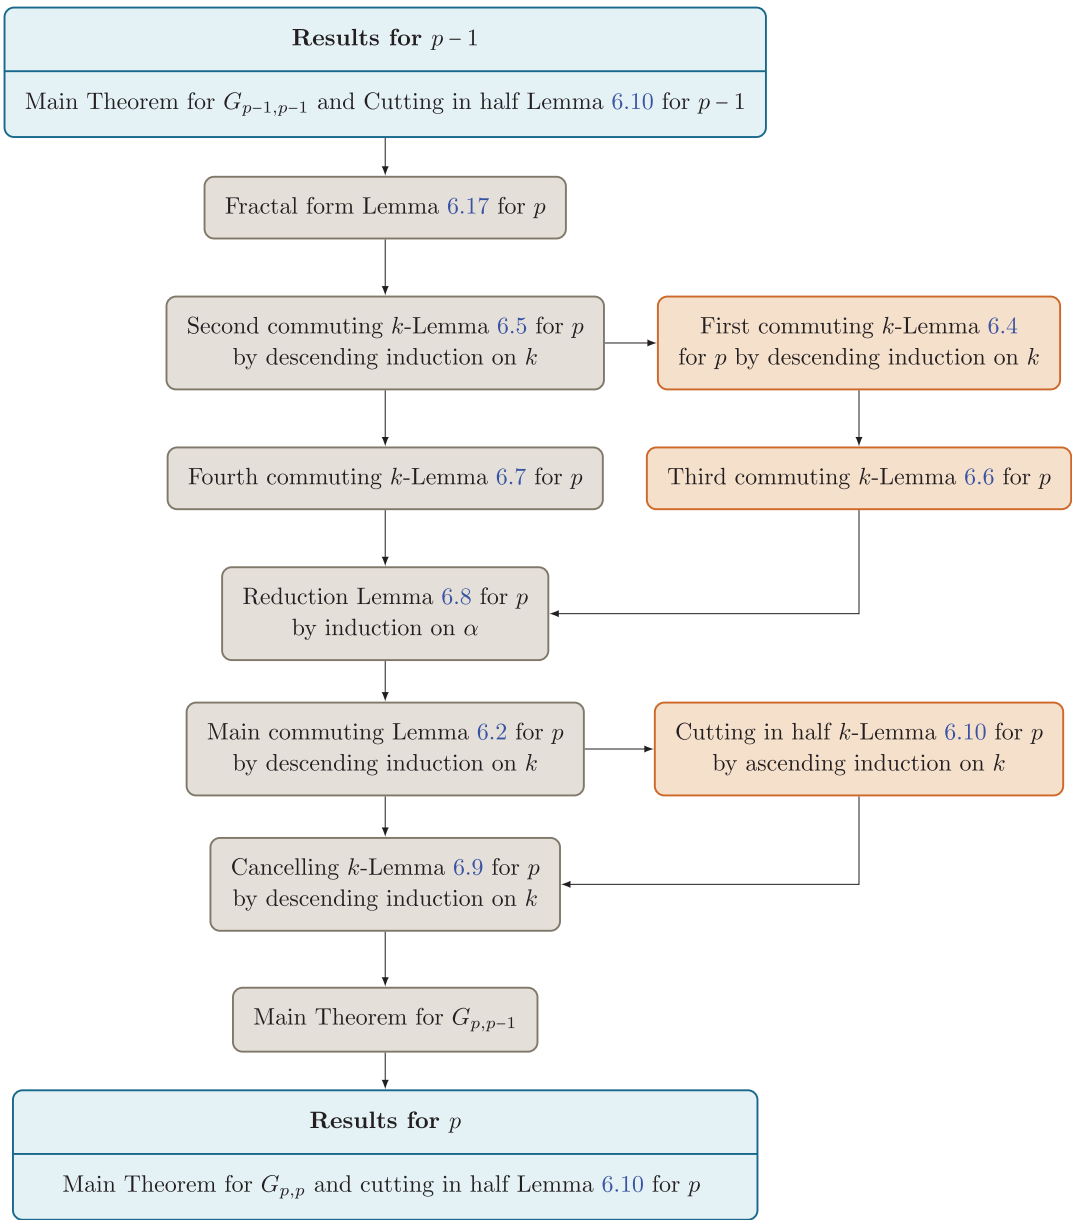 Results for p − 1
Main Theorem for G_{p−1,p−1} and Cutting in half Lemma 6.10 for p − 1
Fractal form Lemma 6.17 for p
Second commuting k-Lemma 6.5 for p
by descending induction on k
First commuting k-Lemma 6.4
for p by descending induction on k
Fourth commuting k-Lemma 6.7 for p
Third commuting k-Lemma 6.6 for p
Reduction Lemma 6.8 for p
by induction on α
Main commuting Lemma 6.2 for p
by descending induction on k
Cutting in half k-Lemma 6.10 for p
by ascending induction on k
Cancelling k-Lemma 6.9 for p
by descending induction on k
Main Theorem for G_{p,p−1}
Results for p
Main Theorem for G_{p,p} and cutting in half Lemma 6.10 for p